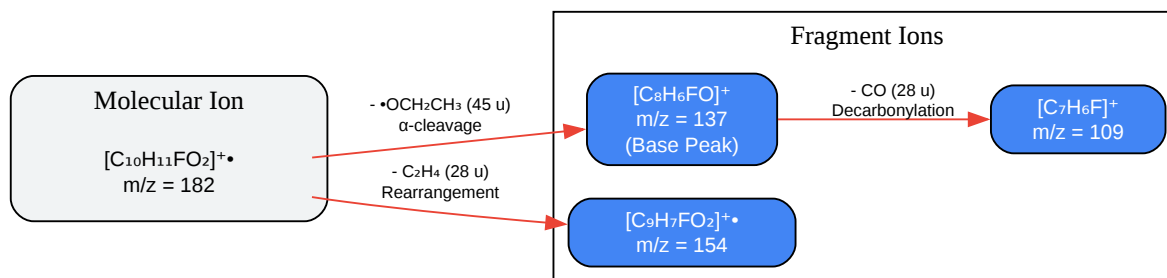 Fragment Ions
Molecular Ion
[C₁₀H₁₁FO₂]⁺•
m/z = 182
- •OCH₂CH₃ (45 u)
α-cleavage
- C₂H₄ (28 u)
Rearrangement
[C₈H₆FO]⁺
m/z = 137
(Base Peak)
- CO (28 u)
Decarbonylation
[C₇H₆F]⁺
m/z = 109
[C₉H₇FO₂]⁺•
m/z = 154